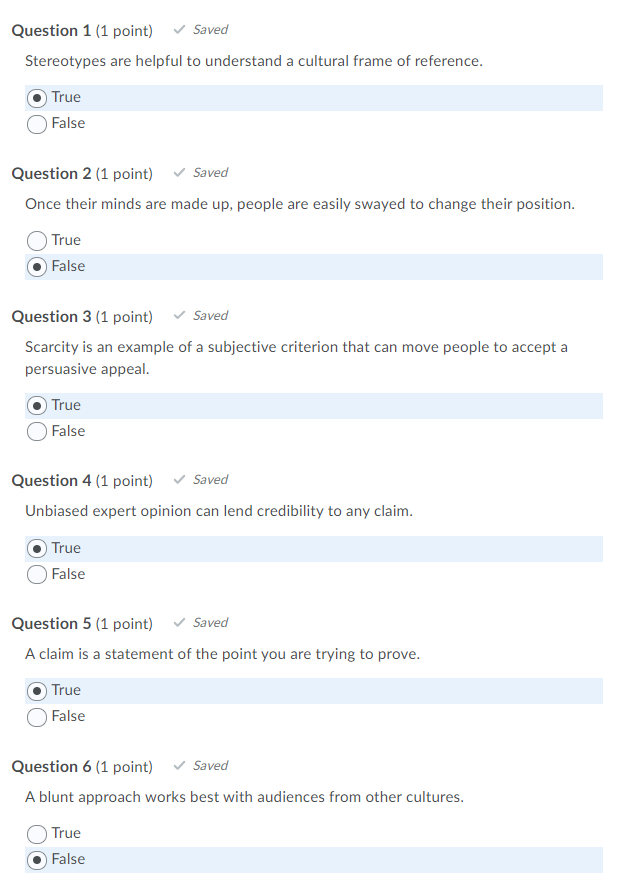 Question 1 (1 point) Saved
Stereotypes are helpful to understand a cultural frame of reference.
True
False
Question 2 (1 point) Saved
Once their minds are made up, people are easily swayed to change their position.
True
False
Question 3 (1 point) Saved
Scarcity is an example of a subjective criterion that can move people to accept a
persuasive appeal.
True
False
Question 4 (1 point) Saved
Unbiased expert opinion can lend credibility to any claim.
True
False
Question 5 (1 point) Saved
A claim is a statement of the point you are trying to prove.
True
False
Question 6 (1 point) Saved
A blunt approach works best with audiences from other cultures.
True
False